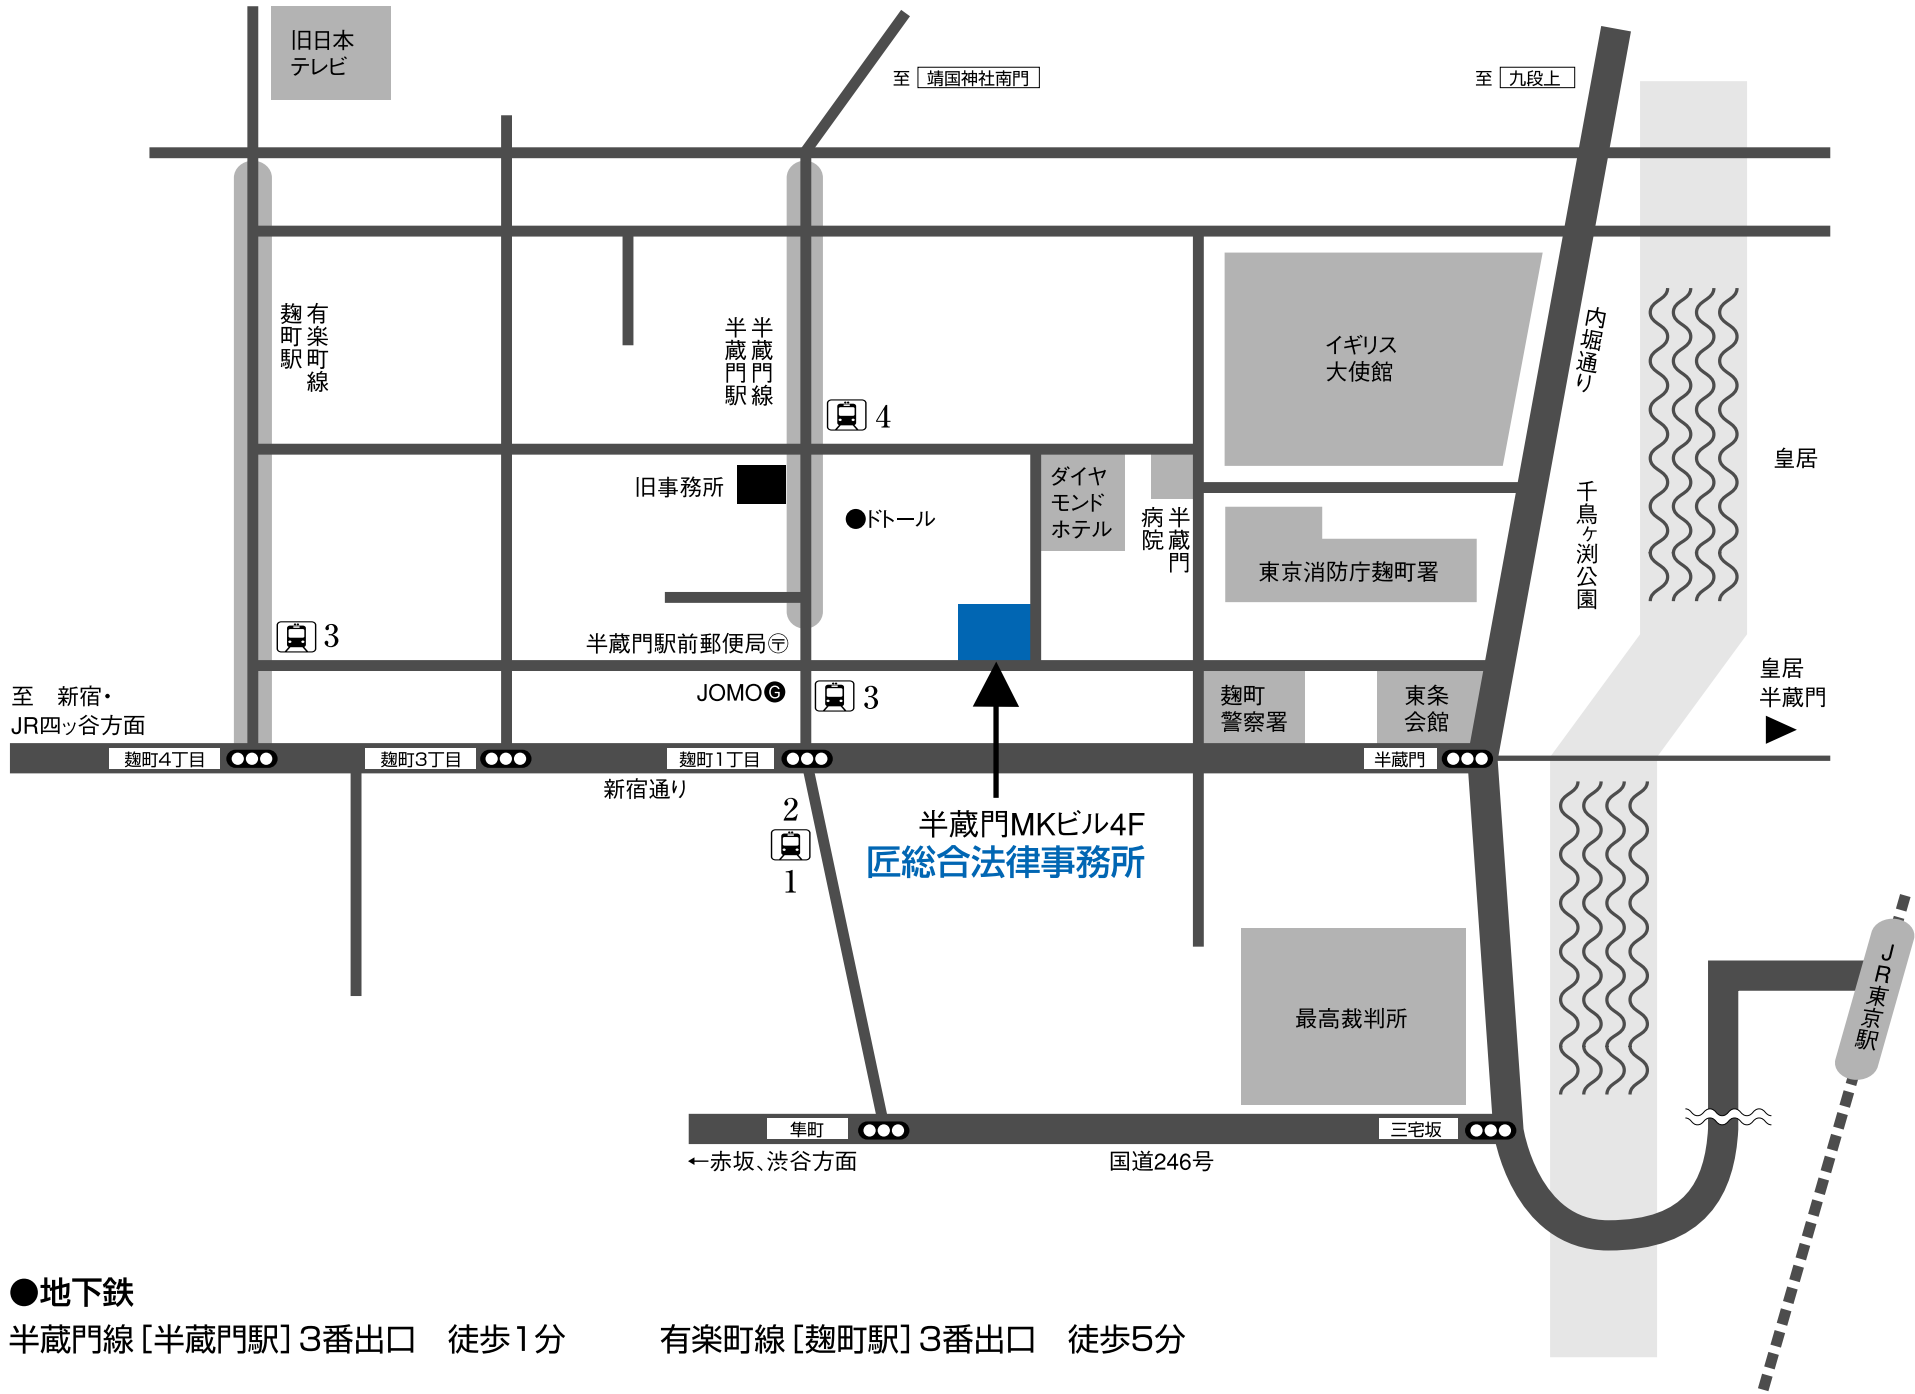 旧日本
テレビ
至 靖国神社南門
至 九段上
有楽町線
麹町駅
半蔵門線
半蔵門駅
4
イギリス
大使館
内堀通り
皇居
旧事務所
●ドトール
ダイヤ
モンド
ホテル
半蔵門
病院
千鳥ヶ渕公園
東京消防庁麹町署
3
半蔵門駅前郵便局〶
JOMO G
3
麹町
警察署
東条
会館
皇居
半蔵門
至　新宿・
JR四ッ谷方面
麹町4丁目
麹町3丁目
麹町1丁目
半蔵門
新宿通り
2
1
半蔵門MKビル4F
匠総合法律事務所
最高裁判所
JR東京駅
隼町
三宅坂
←赤坂、渋谷方面
国道246号
●地下鉄
半蔵門線［半蔵門駅］3番出口　徒歩1分　有楽町線［麹町駅］3番出口　徒歩5分